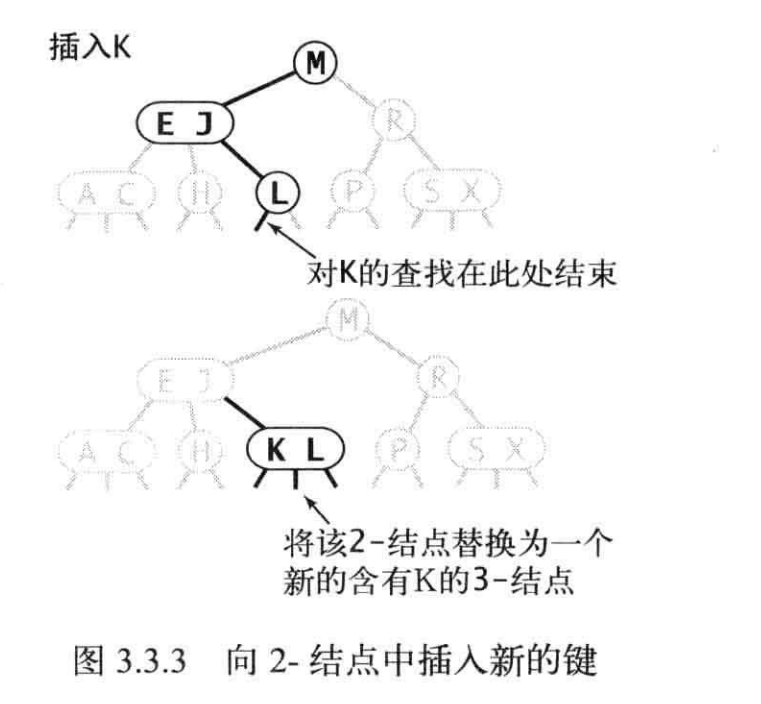 插入K
M
E J
R
A C
H
L
P
S X
对K的查找在此处结束
M
E J
R
A C
H
K L
P
S X
将该2-结点替换为一个
新的含有K的3-结点
图 3.3.3 向 2- 结点中插入新的键